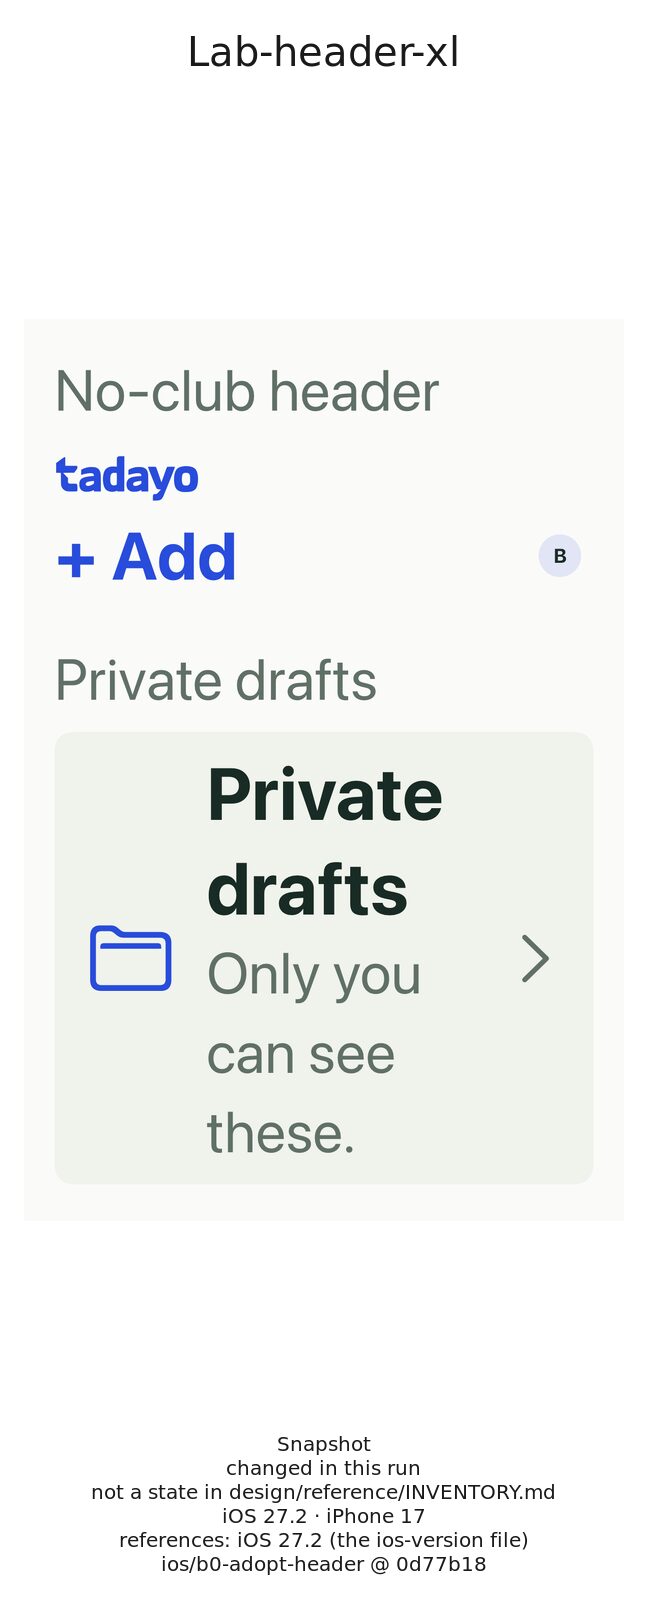 Lab-header-xl
No-club header
tadayo
+ Add
B
Private drafts
Private
drafts
Only you
can see
these.
Snapshot
changed in this run
not a state in design/reference/INVENTORY.md
iOS 27.2 · iPhone 17
references: iOS 27.2 (the ios-version file)
ios/b0-adopt-header @ 0d77b18